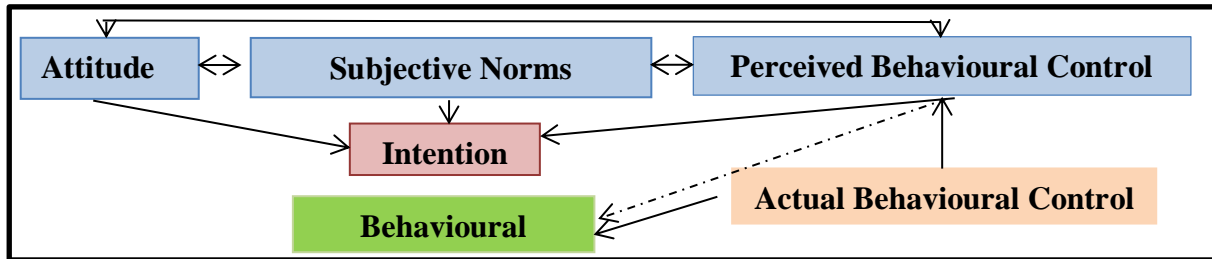 Attitude
Subjective Norms
Perceived Behavioural Control
Intention
Actual Behavioural Control
Behavioural